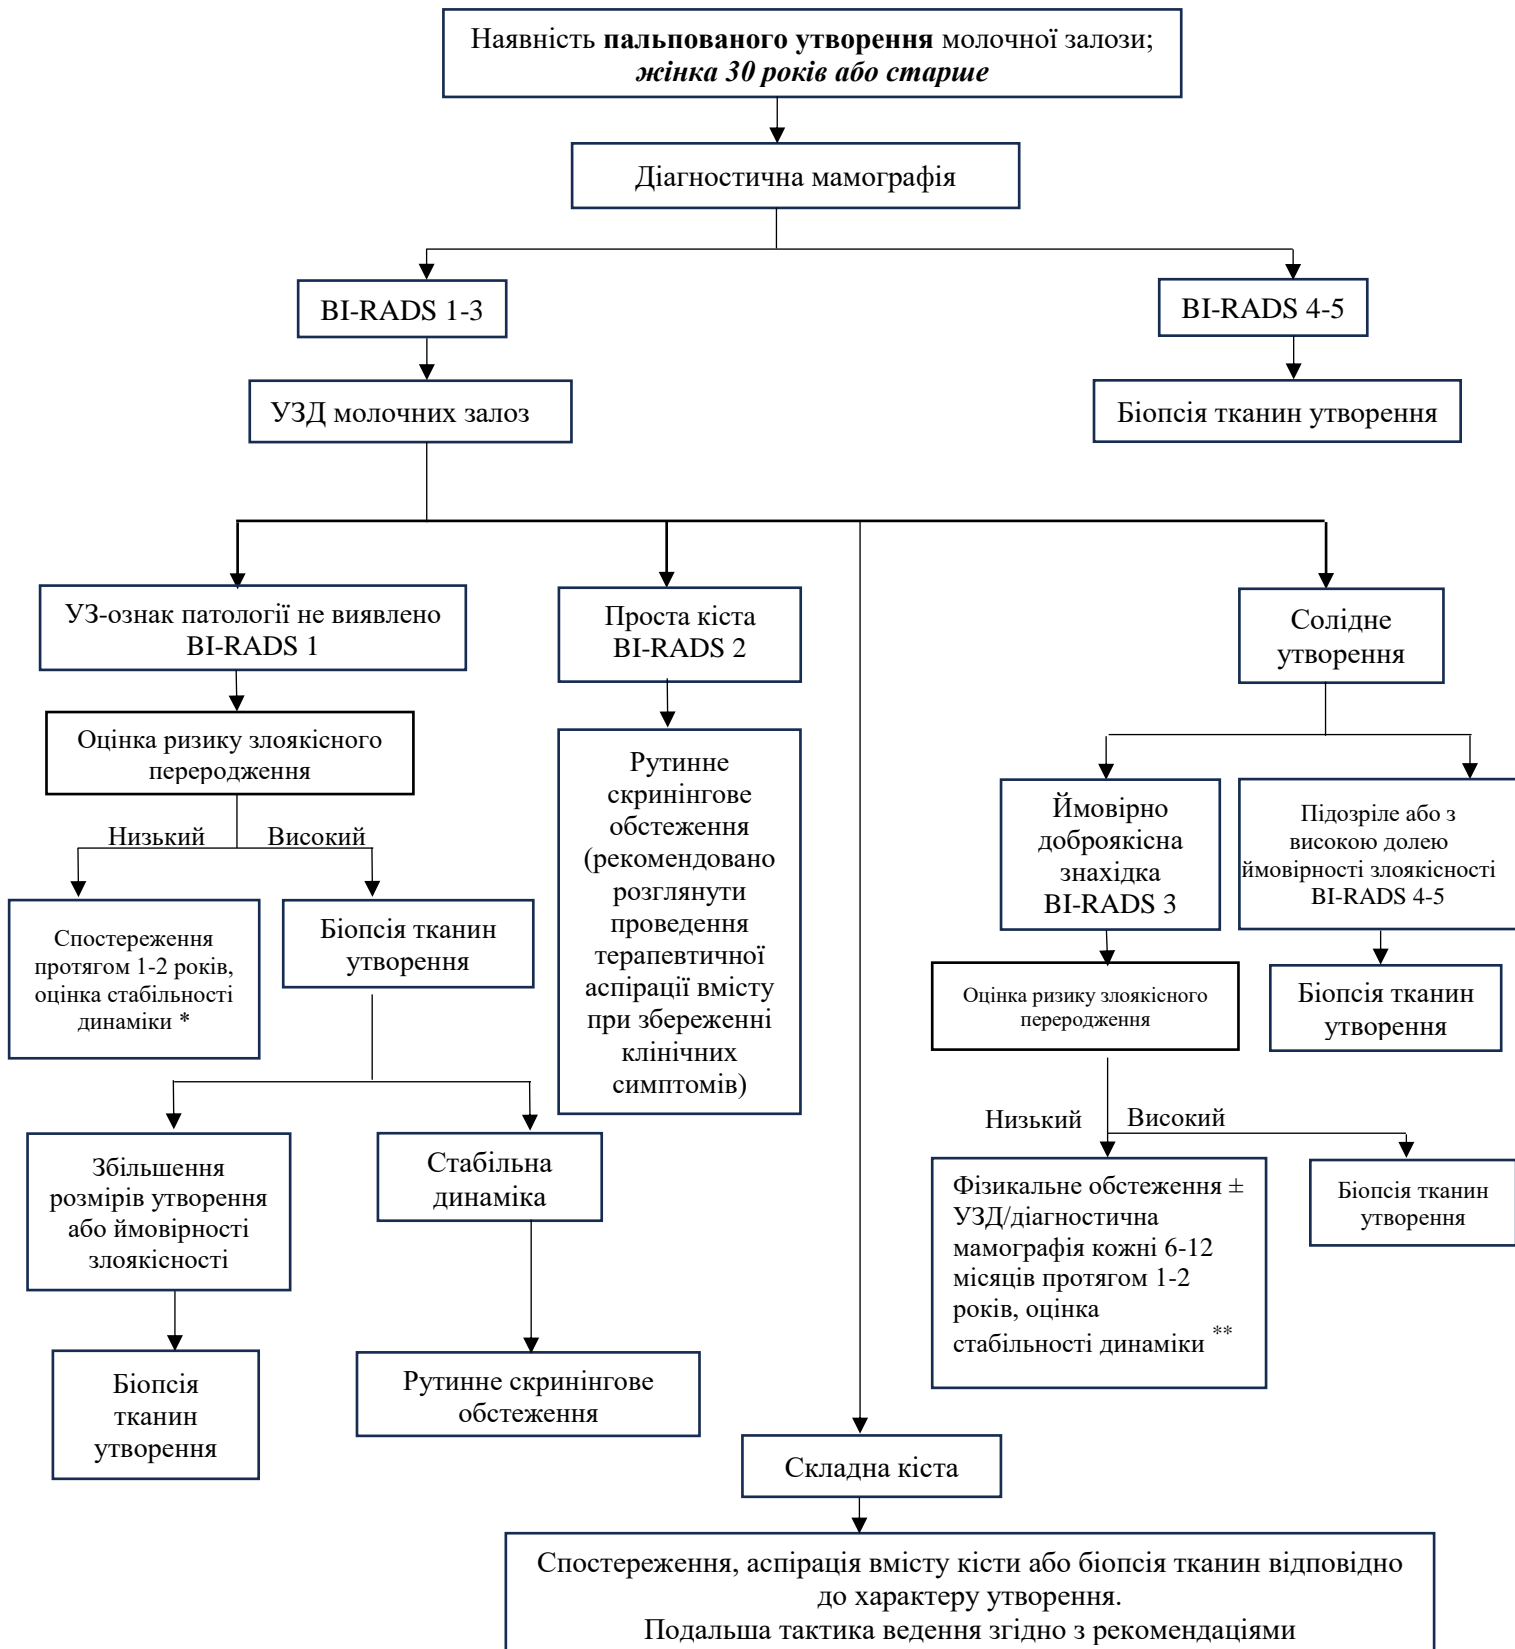 Наявність пальпованого утворення молочної залози;
жінка 30 років або старше
Діагностична мамографія
BI-RADS 1-3
BI-RADS 4-5
УЗД молочних залоз
Біопсія тканин утворення
УЗ-ознак патології не виявлено
BI-RADS 1
Проста кіста
BI-RADS 2
Солідне
утворення
Оцінка ризику злоякісного
переродження
Низький
Високий
Спостереження
протягом 1-2 років,
оцінка стабільності
динаміки *
Біопсія тканин
утворення
Рутинне
скринінгове
обстеження
(рекомендовано
розглянути
проведення
терапевтичної
аспірації вмісту
при збереженні
клінічних
симптомів)
Ймовірно
доброякісна
знахідка
BI-RADS 3
Підозріле або з
високою долею
ймовірності злоякісності
BI-RADS 4-5
Оцінка ризику злоякісного
переродження
Біопсія тканин
утворення
Низький
Високий
Збільшення
розмірів утворення
або ймовірності
злоякісності
Стабільна
динаміка
Фізикальне обстеження ±
УЗД/діагностична
мамографія кожні 6-12
місяців протягом 1-2
років, оцінка
стабільності динаміки **
Біопсія тканин
утворення
Біопсія
тканин
утворення
Рутинне скринінгове
обстеження
Складна кіста
Спостереження, аспірація вмісту кісти або біопсія тканин відповідно
до характеру утворення.
Подальша тактика ведення згідно з рекомендаціями